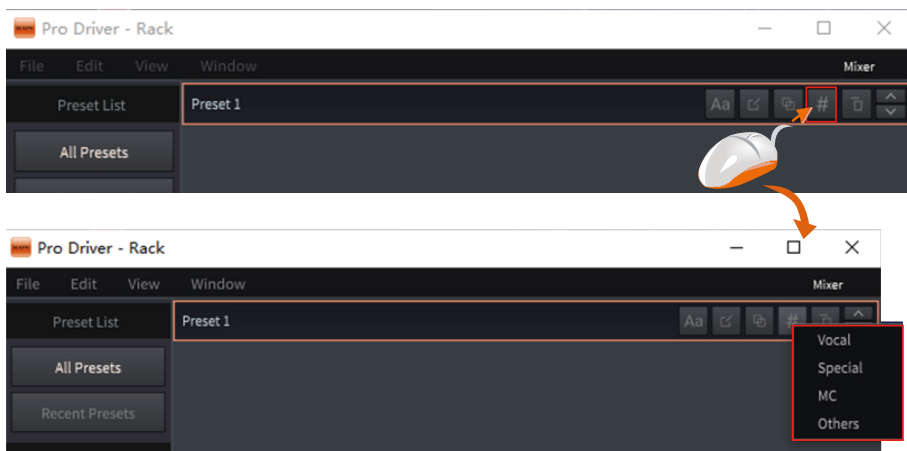 Pro Driver - Rack
File Edit View Window Mixer
Preset List
Preset 1
Aa
#
All Presets
Pro Driver - Rack
File Edit View Window Mixer
Preset List
Preset 1
Aa
#
All Presets
Recent Presets
Vocal
Special
MC
Others